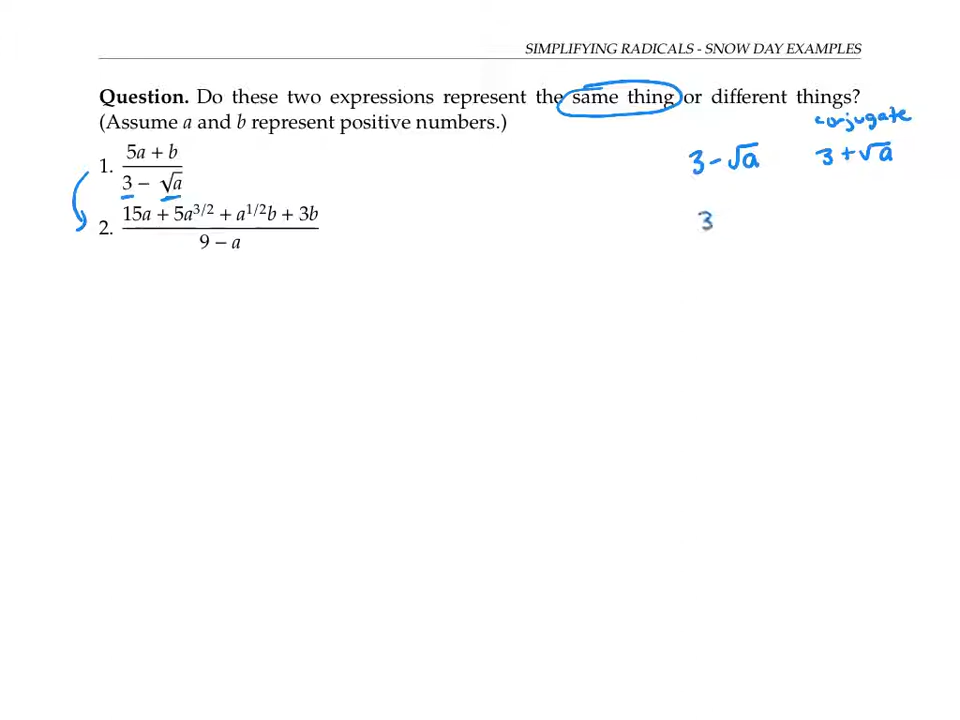 SIMPLIFYING RADICALS - SNOW DAY EXAMPLES
Question. Do these two expressions represent the same thing or different things?
(Assume a and b represent positive numbers.)
conjugate
1. (5a + b)/(3 − √a)
3 − √a 3 + √a
2. (15a + 5a^{3/2} + a^{1/2}b + 3b)/(9 − a)
3